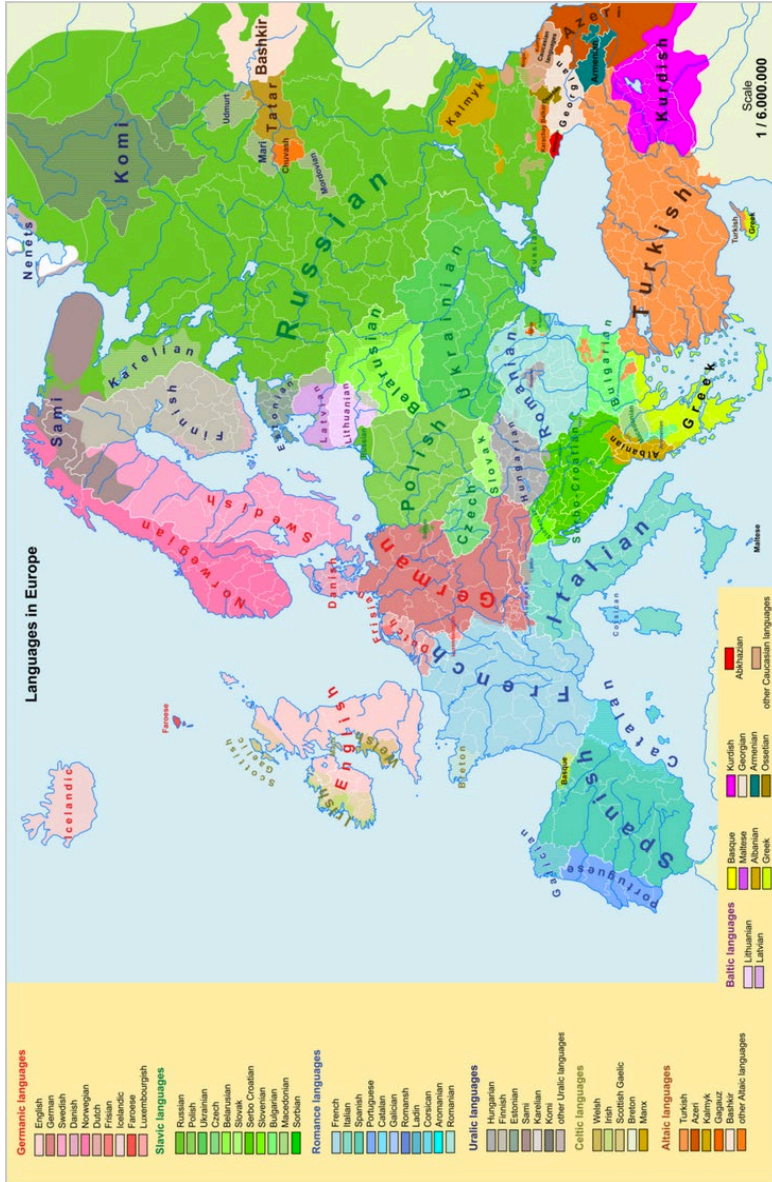 Languages in Europe
Icelandic
Faroese
Norwegian
Swedish
Sami
Finnish
Karelian
Nenets
Komi
Udmurt
Bashkir
Tatar
Mari
Chuvash
Mordovian
Russian
Estonian
Latvian
Lithuanian
Russian
Belarusian
Ukrainian
Polish
Danish
Frisian
Dutch
German
Czech
Slovak
Hungarian
Romanian
Scottish Gaelic
Irish
English
Welsh
Breton
French
Basque
Galician
Portuguese
Spanish
Catalan
Corsican
Italian
Maltese
Serbo-Croatian
Albanian
Bulgarian
Greek
Turkish
Turkish
Greek
Russian
Kalmyk
Caucasian languages
Karachay-Balkar
Georgian
Armenian
Azeri
Kurdish
Scale
1 / 6.000.000
Germanic languages
English
German
Swedish
Danish
Norwegian
Dutch
Frisian
Icelandic
Faroese
Luxembourgish
Slavic languages
Russian
Polish
Ukrainian
Czech
Belarusian
Slovak
Serbo Croatian
Slovenian
Bulgarian
Macedonian
Sorbian
Romance languages
French
Italian
Spanish
Portuguese
Catalan
Galician
Romansh
Ladin
Corsican
Aromanian
Romanian
Uralic languages
Hungarian
Finnish
Estonian
Sami
Karelian
Komi
other Uralic languages
Celtic languages
Welsh
Irish
Scottish Gaelic
Breton
Manx
Altaic languages
Turkish
Azeri
Kalmyk
Gagauz
Bashkir
other Altaic languages
Baltic languages
Lithuanian
Latvian
Basque
Maltese
Albanian
Greek
Kurdish
Georgian
Armenian
Ossetian
Abkhazian
other Caucasian languages